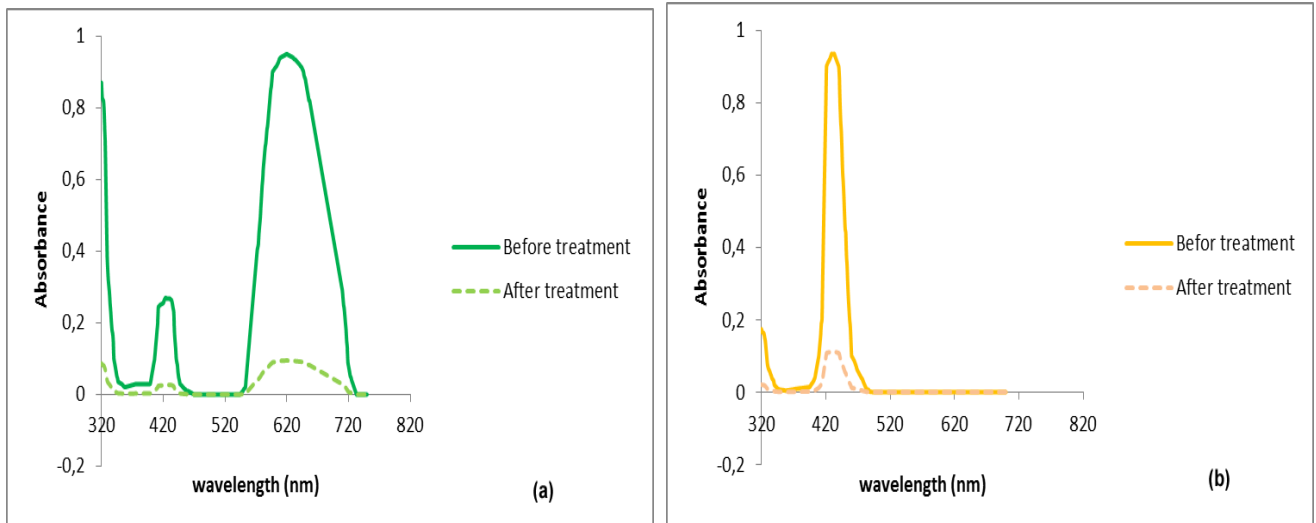 1
0,8
0,6
0,4
0,2
0
-0,2
Absorbance
320 420 520 620 720 820
wavelength (nm)
Before treatment
After treatment
(a)
1
0,8
0,6
0,4
0,2
0
-0,2
Absorbance
320 420 520 620 720 820
wavelength (nm)
Befor treatment
After treatment
(b)